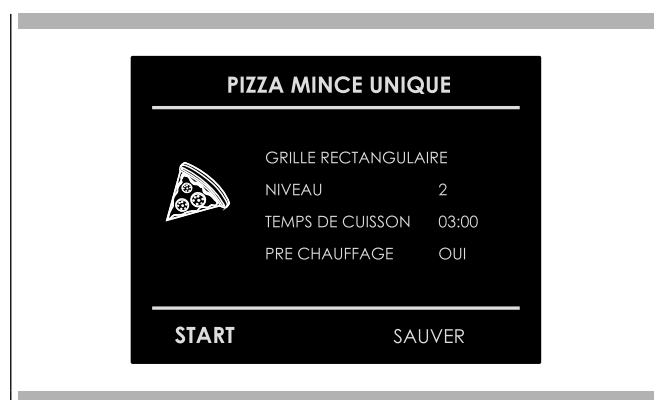 PIZZA MINCE UNIQUE
GRILLE RECTANGULAIRE
NIVEAU 2
TEMPS DE CUISSON 03:00
PRE CHAUFFAGE OUI
START SAUVER